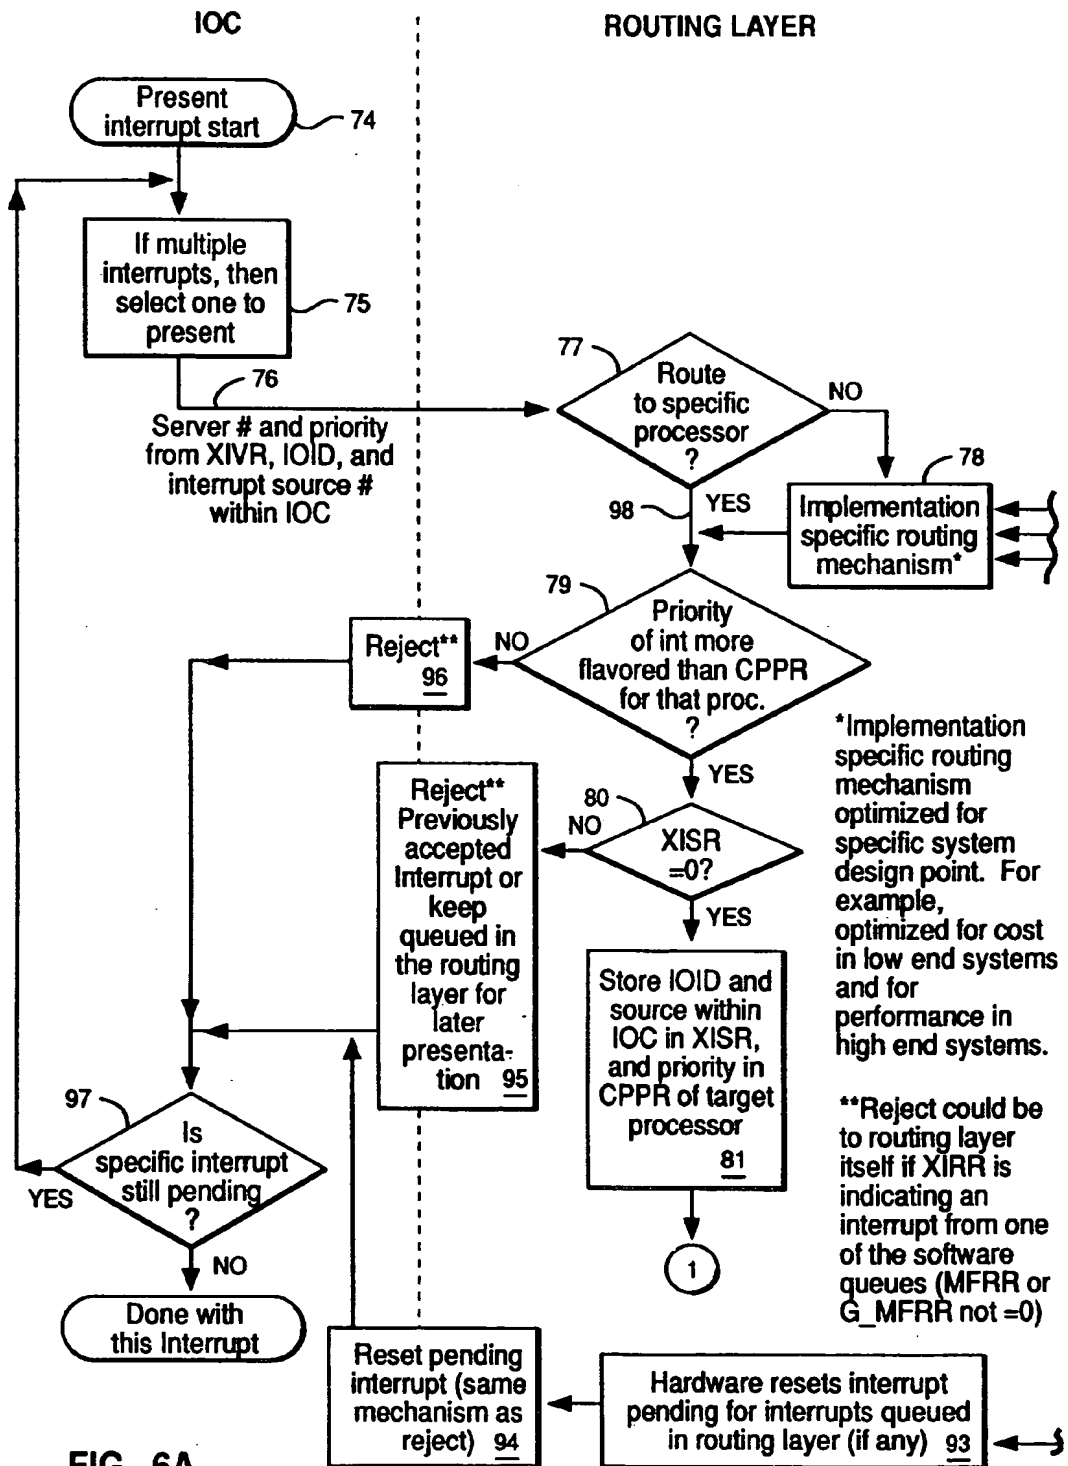 IOC
ROUTING LAYER
Present
interrupt start
74
If multiple
interrupts, then
select one to
present
75
76
Server # and priority
from XIVR, IOID, and
interrupt source #
within IOC
77
Route
to specific
processor
?
NO
YES
98
78
Implementation
specific routing
mechanism*
79
Priority
of int more
flavored than CPPR
for that proc.
?
NO
YES
Reject**
96
80
XISR
=0?
NO
YES
Reject**
Previously
accepted
Interrupt or
keep
queued in
the routing
layer for
later
presenta-
tion 95
Store IOID and
source within
IOC in XISR,
and priority in
CPPR of target
processor
81
1
*Implementation
specific routing
mechanism
optimized for
specific system
design point. For
example,
optimized for cost
in low end systems
and for
performance in
high end systems.
**Reject could be
to routing layer
itself if XIRR is
indicating an
interrupt from one
of the software
queues (MFRR or
G_MFRR not =0)
97
Is
specific interrupt
still pending
?
YES
NO
Done with
this Interrupt
Reset pending
interrupt (same
mechanism as
reject) 94
Hardware resets interrupt
pending for interrupts queued
in routing layer (if any) 93
FIG. 6A